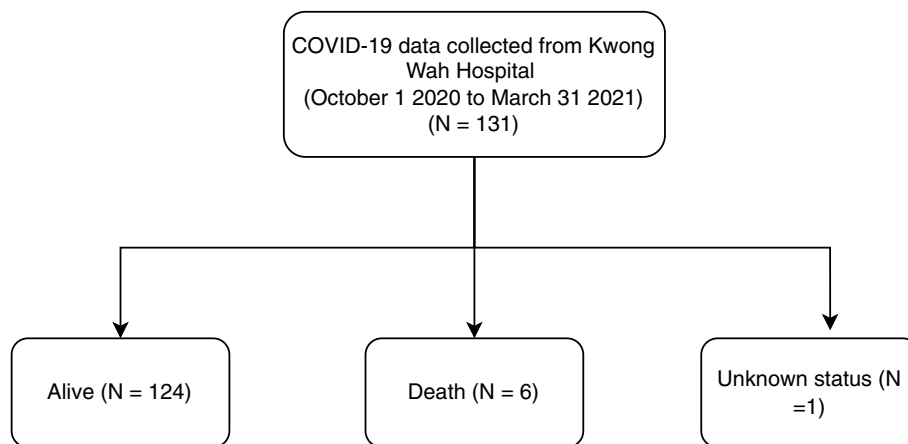 COVID-19 data collected from Kwong
Wah Hospital
(October 1 2020 to March 31 2021)
(N = 131)
Alive (N = 124)
Death (N = 6)
Unknown status (N
=1)